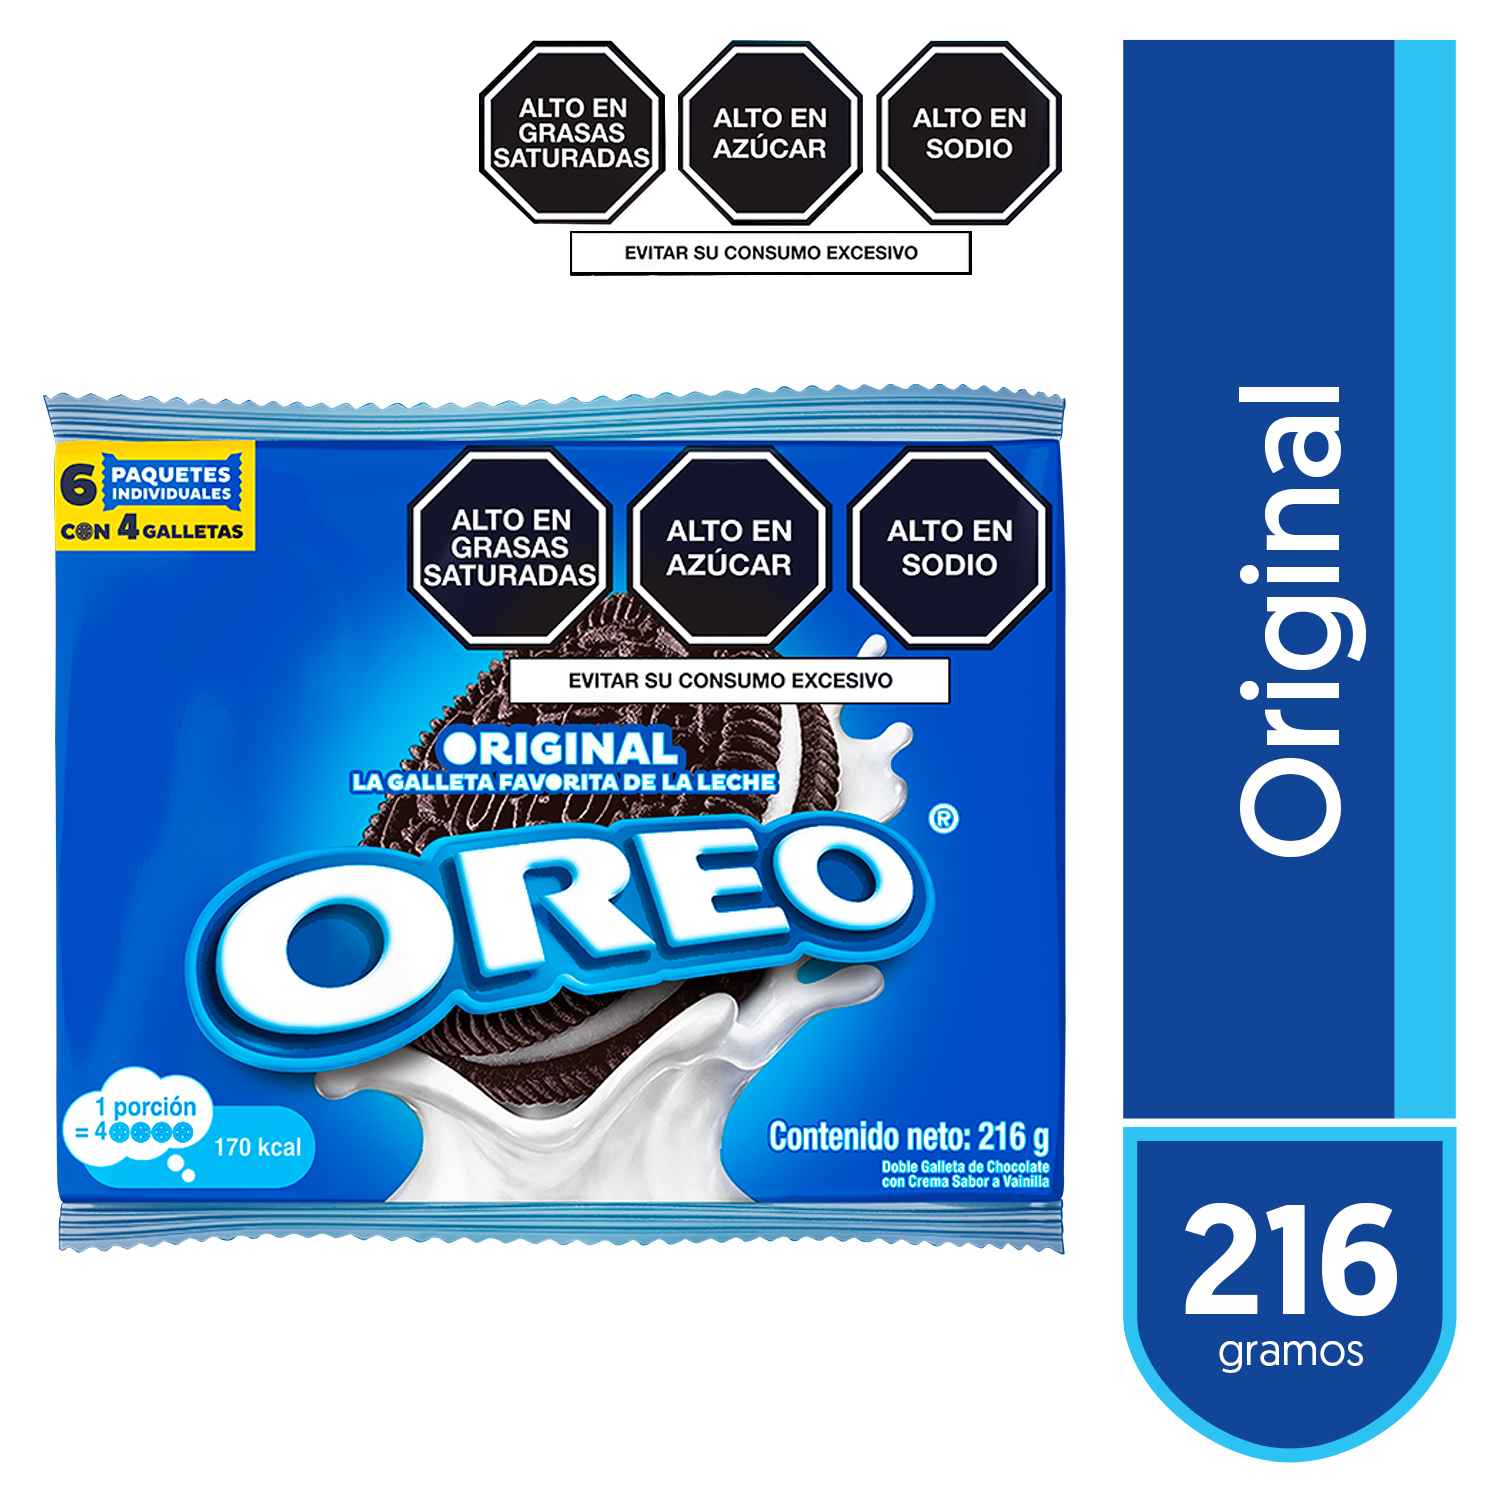 ALTO EN
GRASAS
SATURADAS
ALTO EN
AZÚCAR
ALTO EN
SODIO
EVITAR SU CONSUMO EXCESIVO
6 PAQUETES
INDIVIDUALES
CON 4 GALLETAS
ALTO EN
GRASAS
SATURADAS
ALTO EN
AZÚCAR
ALTO EN
SODIO
EVITAR SU CONSUMO EXCESIVO
ORIGINAL
LA GALLETA FAVORITA DE LA LECHE
OREO®
1 porción
= 4
170 kcal
Contenido neto: 216 g
Doble Galleta de Chocolate
con Crema Sabor a Vainilla
Original
216
gramos